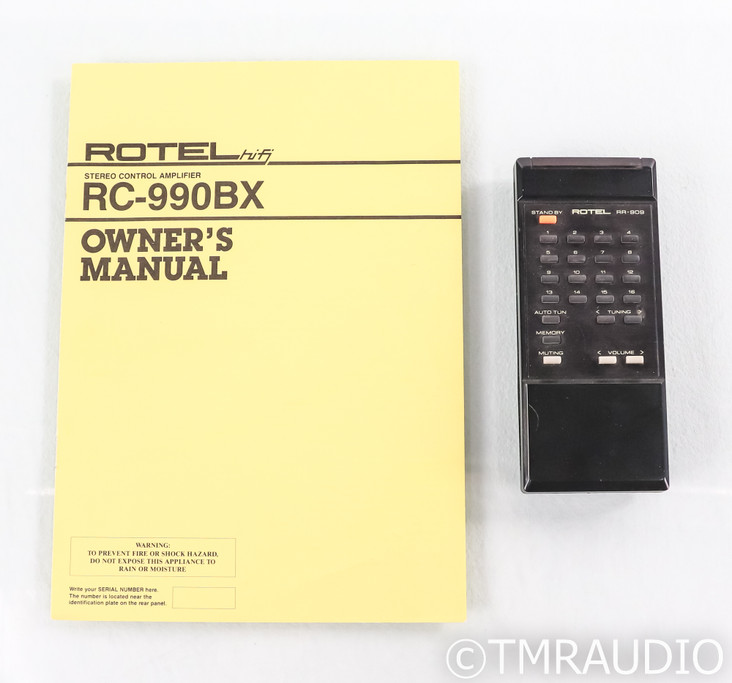 ROTEL hi-fi
STEREO CONTROL AMPLIFIER
RC-990BX
OWNER'S
MANUAL
WARNING:
TO PREVENT FIRE OR SHOCK HAZARD,
DO NOT EXPOSE THIS APPLIANCE TO
RAIN OR MOISTURE
Write your SERIAL NUMBER here.
The number is located near the
identification plate on the rear panel.
STAND BY ROTEL RR-909
1 2 3 4
5 6 7 8
9 10 11 12
13 14 15 16
AUTO TUN < TUNING >
MEMORY
MUTING < VOLUME >
©TMRAUDIO